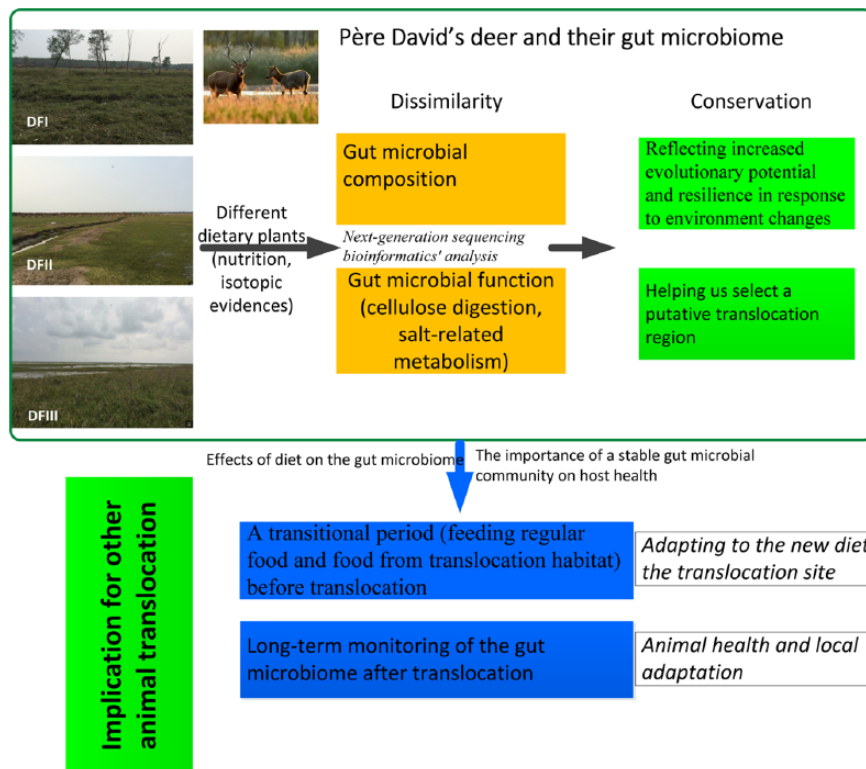 Père David's deer and their gut microbiome
DFI
DFII
DFIII
Different
dietary plants
(nutrition,
isotopic
evidences)
Dissimilarity
Gut microbial
composition
Next-generation sequencing
bioinformatics' analysis
Gut microbial function
(cellulose digestion,
salt-related
metabolism)
Conservation
Reflecting increased
evolutionary potential
and resilience in response
to environment changes
Helping us select a
putative translocation
region
Effects of diet on the gut microbiome
The importance of a stable gut microbial
community on host health
Implication for other
animal translocation
A transitional period (feeding regular
food and food from translocation habitat)
before translocation
Adapting to the new diet
the translocation site
Long-term monitoring of the gut
microbiome after translocation
Animal health and local
adaptation